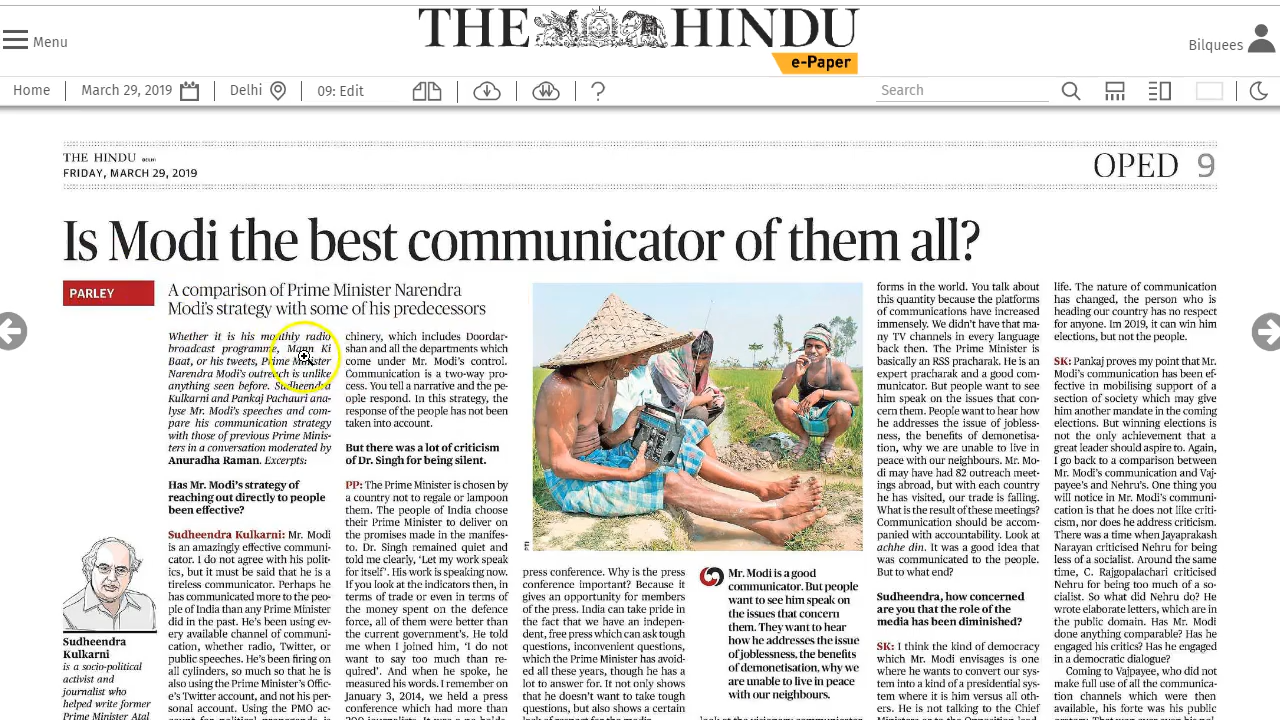 THE HINDU
e-Paper
Menu
Bilquees
Home
March 29, 2019
Delhi
09: Edit
?
Search
THE HINDU DELHI
FRIDAY, MARCH 29, 2019
OPED 9
Is Modi the best communicator of them all?
PARLEY
A comparison of Prime Minister Narendra
Modi's strategy with some of his predecessors
Whether it is his monthly radio
broadcast programme, Mann Ki
Baat, or his tweets, Prime Minister
Narendra Modi's outreach is unlike
anything seen before. Sudheendra
Kulkarni and Pankaj Pachauri ana-
lyse Mr. Modi's speeches and com-
pare his communication strategy
with those of previous Prime Minis-
ters in a conversation moderated by
Anuradha Raman. Excerpts:
Has Mr. Modi's strategy of
reaching out directly to people
been effective?
Sudheendra Kulkarni: Mr. Modi
is an amazingly effective communi-
cator. I do not agree with his polit-
ics, but it must be said that he is a
tireless communicator. Perhaps he
has communicated more to the peo-
ple of India than any Prime Minister
did in the past. He's been using ev-
ery available channel of communi-
cation, whether radio, Twitter, or
public speeches. He's been firing on
all cylinders, so much so that he is
also using the Prime Minister's Offic-
e's Twitter account, and not his per-
sonal account. Using the PMO ac-
Sudheendra
Kulkarni
is a socio-political
activist and
journalist who
helped write former
Prime Minister Atal
chinery, which includes Doordar-
shan and all the departments which
come under Mr. Modi's control.
Communication is a two-way pro-
cess. You tell a narrative and the pe-
ople respond. In this strategy, the
response of the people has not been
taken into account.
But there was a lot of criticism
of Dr. Singh for being silent.
PP: The Prime Minister is chosen by
a country not to regale or lampoon
them. The people of India choose
their Prime Minister to deliver on
the promises made in the manifes-
to. Dr. Singh remained quiet and
told me clearly, 'Let my work speak
for itself'. His work is speaking now.
If you look at the indicators then, in
terms of trade or even in terms of
the money spent on the defence
force, all of them were better than
the current government's. He told
me when I joined him, 'I do not
want to say too much than re-
quired'. And when he spoke, he
measured his words. I remember on
January 3, 2014, we held a press
conference which had more than
PTI
press conference. Why is the press
conference important? Because it
gives an opportunity for members
of the press. India can take pride in
the fact that we have an indepen-
dent, free press which can ask tough
questions, inconvenient questions,
which the Prime Minister has avoid-
ed all these years, though he has a
lot to answer for. It not only shows
that he doesn't want to take tough
questions, but also shows a certain
Mr. Modi is a good
communicator. But people
want to see him speak on
the issues that concern
them. They want to hear
how he addresses the issue
of joblessness, the benefits
of demonetisation, why we
are unable to live in peace
with our neighbours.
forms in the world. You talk about
this quantity because the platforms
of communications have increased
immensely. We didn't have that ma-
ny TV channels in every language
back then. The Prime Minister is
basically an RSS pracharak. He is an
expert pracharak and a good com-
municator. But people want to see
him speak on the issues that con-
cern them. People want to hear how
he addresses the issue of jobless-
ness, the benefits of demonetisa-
tion, why we are unable to live in
peace with our neighbours. Mr. Mo-
di may have had 82 outreach meet-
ings abroad, but with each country
he has visited, our trade is falling.
What is the result of these meetings?
Communication should be accom-
panied with accountability. Look at
achhe din. It was a good idea that
was communicated to the people.
But to what end?
Sudheendra, how concerned
are you that the role of the
media has been diminished?
SK: I think the kind of democracy
which Mr. Modi envisages is one
where he wants to convert our sys-
tem into a kind of a presidential sys-
tem where it is him versus all oth-
ers. He is not talking to the Chief
life. The nature of communication
has changed, the person who is
heading our country has no respect
for anyone. Im 2019, it can win him
elections, but not the people.
SK: Pankaj proves my point that Mr.
Modi's communication has been ef-
fective in mobilising support of a
section of society which may give
him another mandate in the coming
elections. But winning elections is
not the only achievement that a
great leader should aspire to. Again,
I go back to a comparison between
Mr. Modi's communication and Vaj-
payee's and Nehru's. One thing you
will notice in Mr. Modi's communi-
cation is that he does not like criti-
cism, nor does he address criticism.
There was a time when Jayaprakash
Narayan criticised Nehru for being
less of a socialist. Around the same
time, C. Rajgopalachari criticised
Nehru for being too much of a so-
cialist. So what did Nehru do? He
wrote elaborate letters, which are in
the public domain. Has Mr. Modi
done anything comparable? Has he
engaged his critics? Has he engaged
in a democratic dialogue?
Coming to Vajpayee, who did not
make full use of all the communica-
tion channels which were then
available, his forte was his public